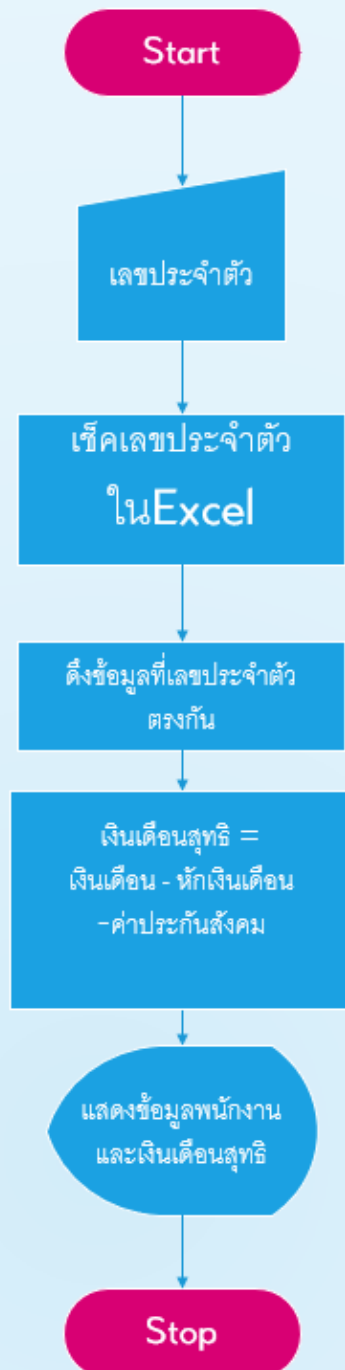 Start
เลขประจำตัว
เช็คเลขประจำตัว
ในExcel
ดึงข้อมูลที่เลขประจำตัว
ตรงกัน
เงินเดือนสุทธิ =
เงินเดือน - หักเงินเดือน
-ค่าประกันสังคม
แสดงข้อมูลพนักงาน
และเงินเดือนสุทธิ
Stop